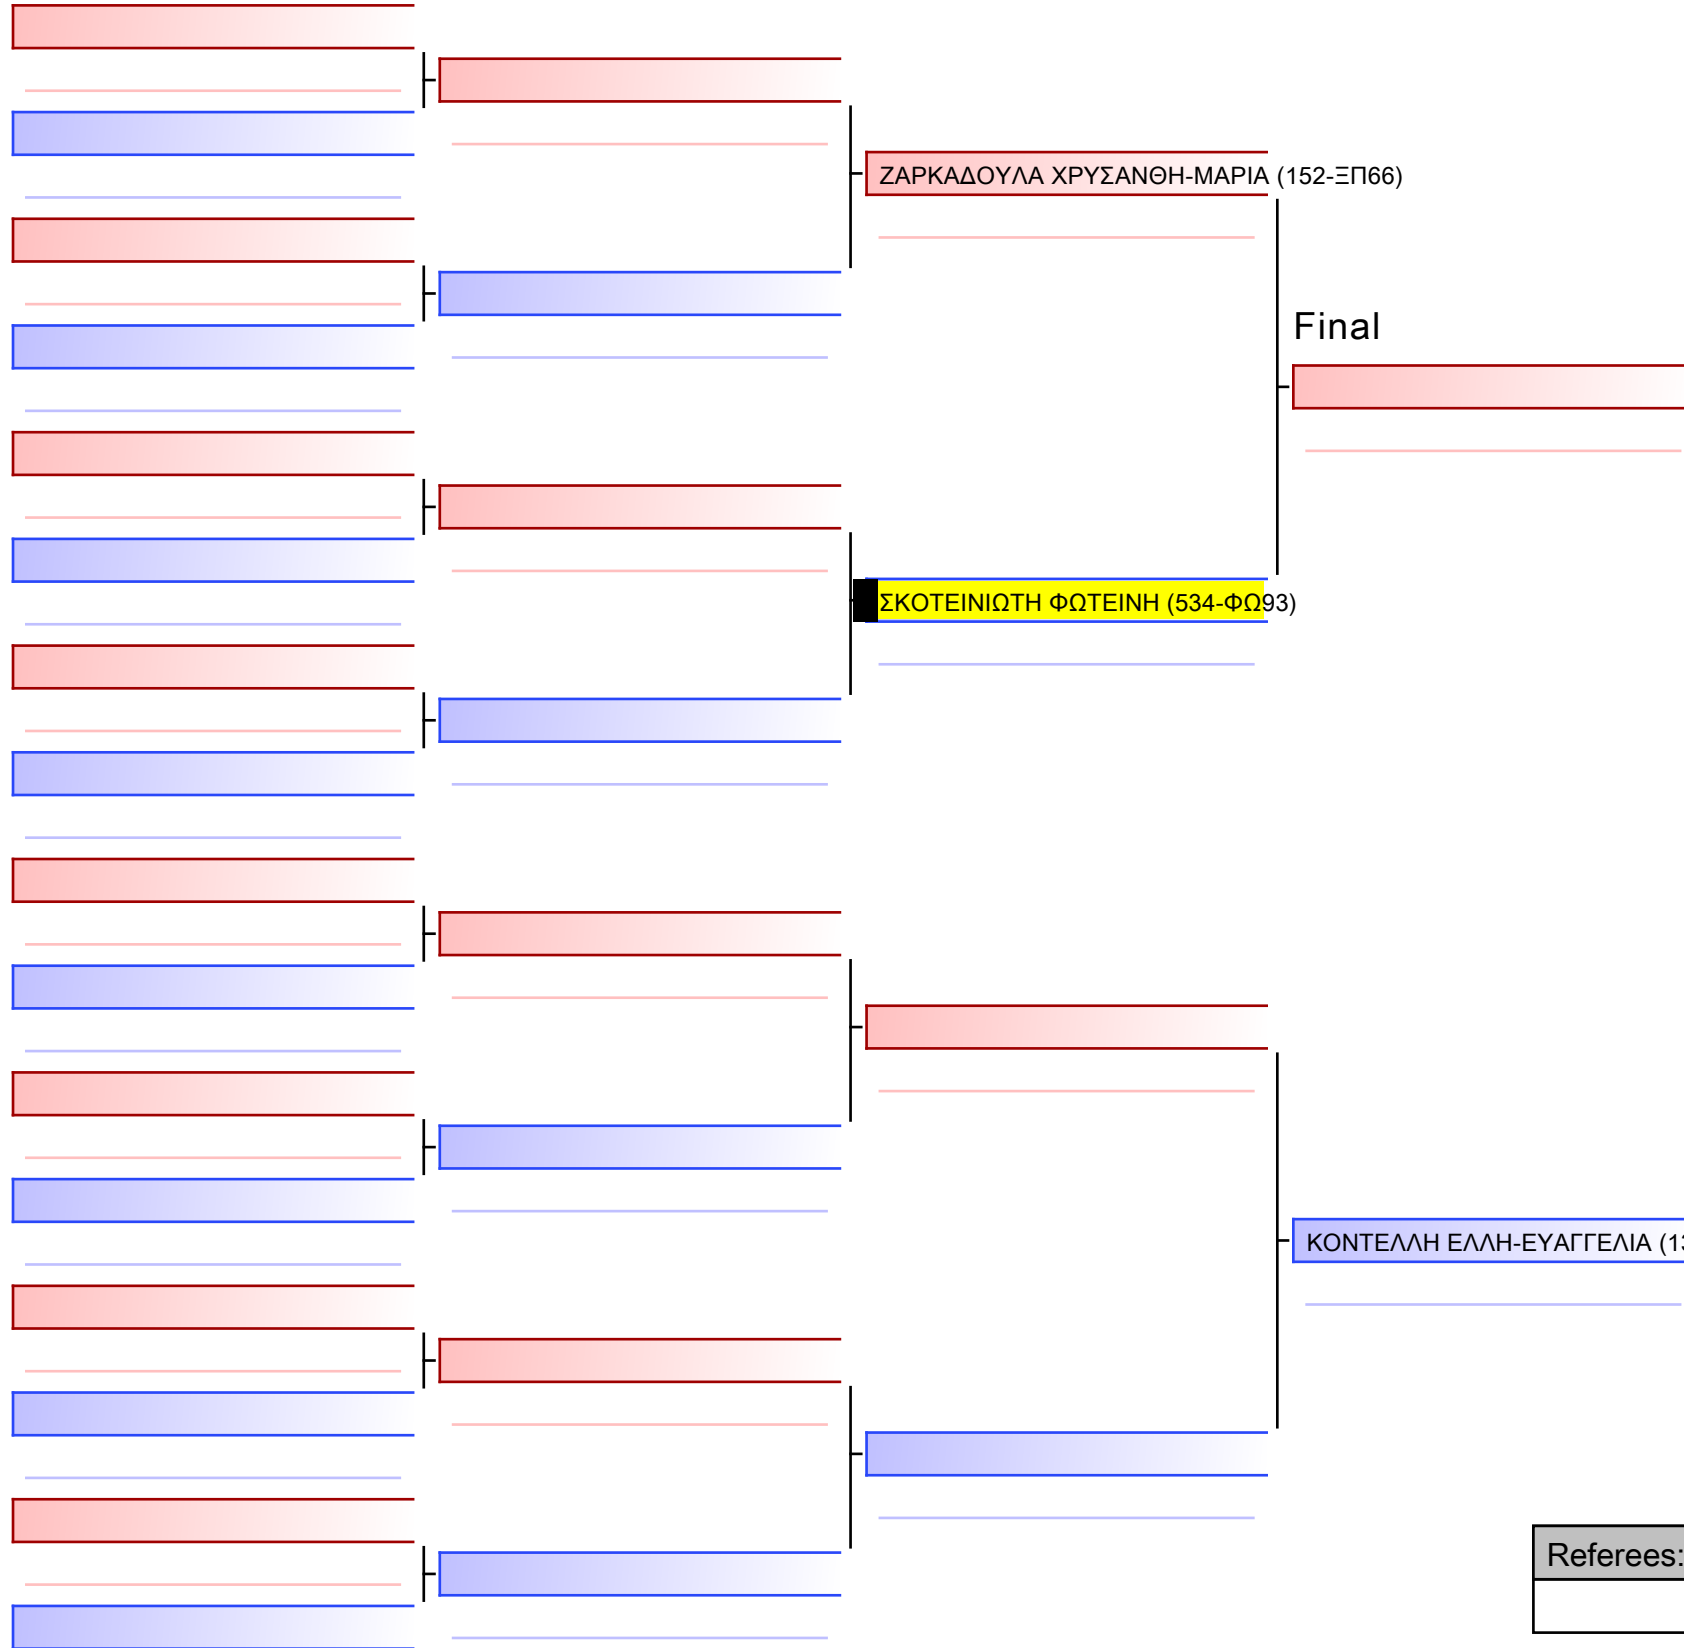 ΖΑΡΚΑΔΟΥΛΑ ΧΡΥΣΑΝΘΗ-ΜΑΡΙΑ (152-ΞΠ66)
Final
ΣΚΟΤΕΙΝΙΩΤΗ ΦΩΤΕΙΝΗ (534-ΦΩ93)
ΚΟΝΤΕΛΛΗ ΕΛΛΗ-ΕΥΑΓΓΕΛΙΑ
Referees: